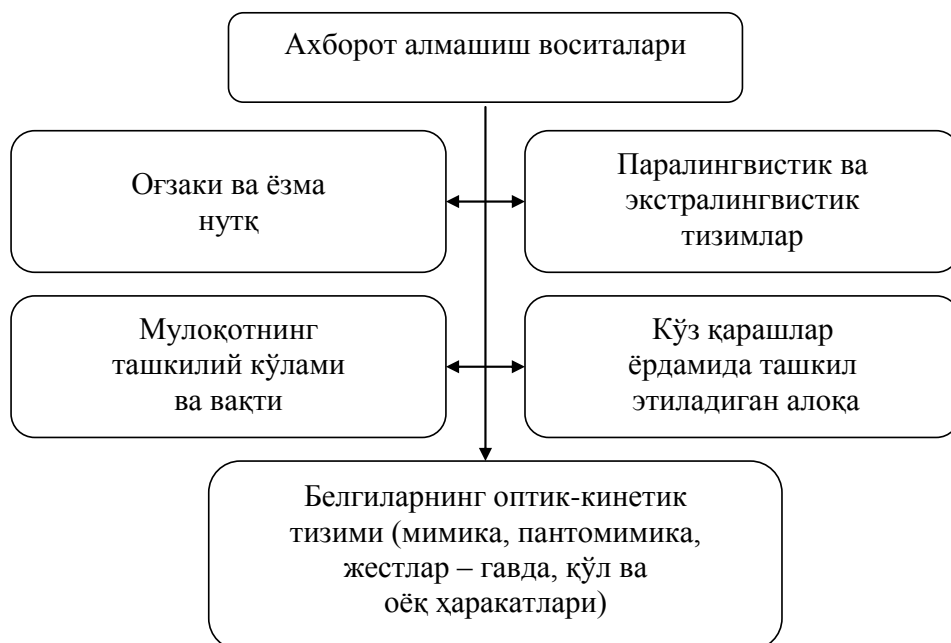 Ахборот алмашиш воситалари
Оғзаки ва ёзма
нутқ
Паралингвистик ва
экстралингвистик
тизимлар
Мулоқотнинг
ташкилий кўлами
ва вақти
Кўз қарашлар
ёрдамида ташкил
этиладиган алоқа
Белгиларнинг оптик-кинетик
тизими (мимика, пантомимика,
жестлар – гавда, қўл ва
оёқ ҳаракатлари)